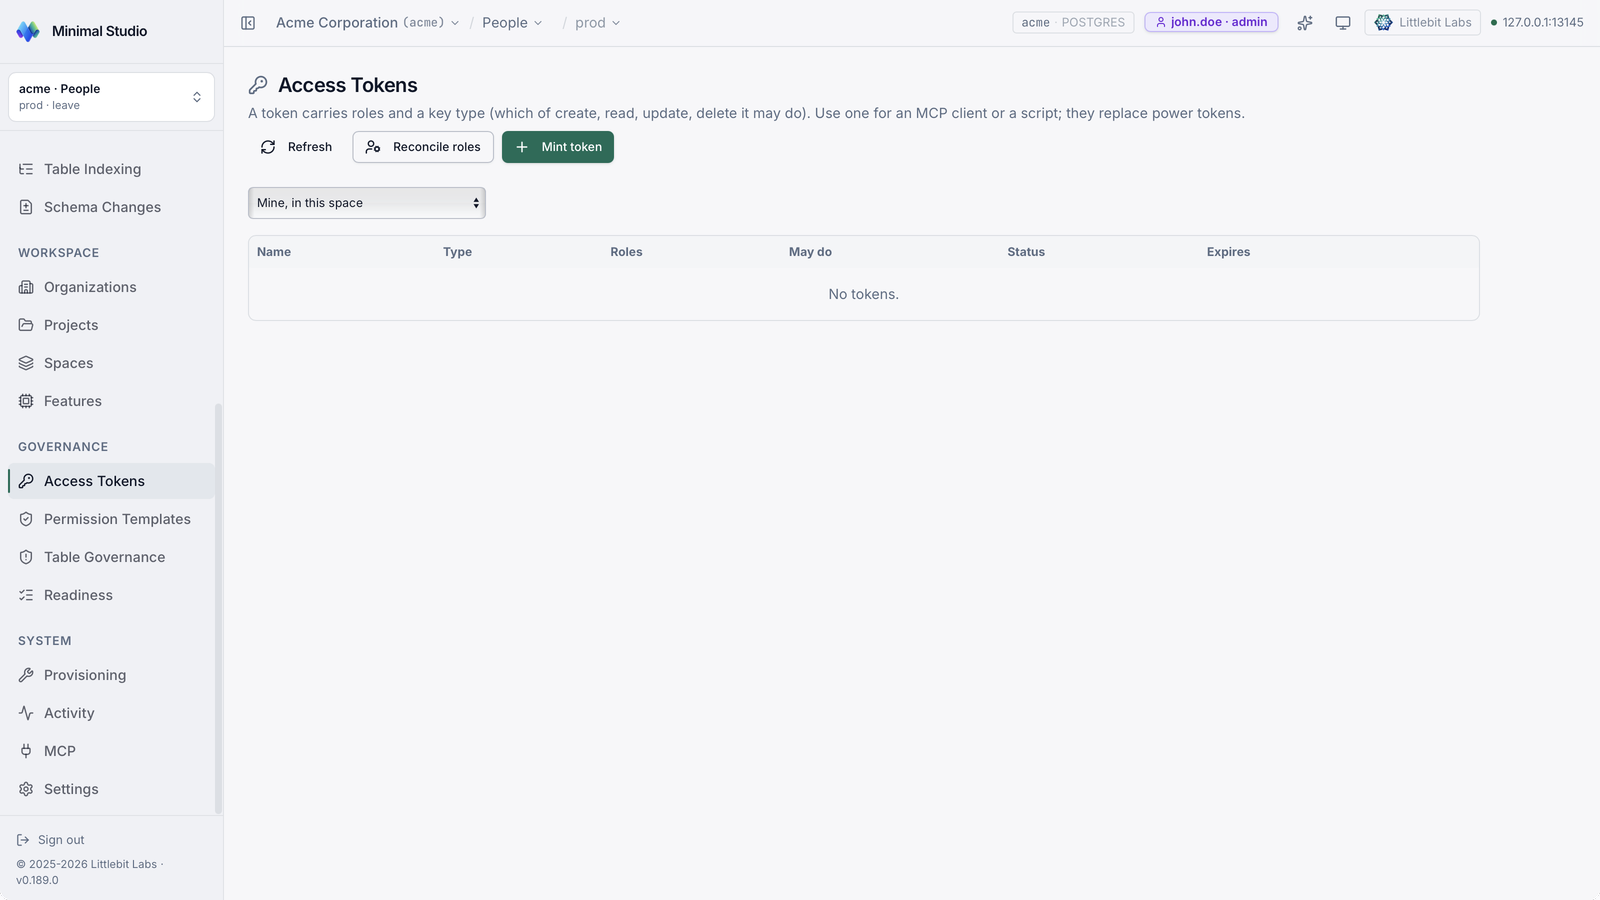 Minimal Studio
acme · People
prod · leave
Table Indexing
Schema Changes
WORKSPACE
Organizations
Projects
Spaces
Features
GOVERNANCE
Access Tokens
Permission Templates
Table Governance
Readiness
SYSTEM
Provisioning
Activity
MCP
Settings
Sign out
© 2025-2026 Littlebit Labs ·
v0.189.0
Acme Corporation (acme) / People / prod
acme · POSTGRES
john.doe · admin
Littlebit Labs
127.0.0.1:13145
Access Tokens
A token carries roles and a key type (which of create, read, update, delete it may do). Use one for an MCP client or a script; they replace power tokens.
Refresh
Reconcile roles
Mint token
Mine, in this space
Name Type Roles May do Status Expires
No tokens.